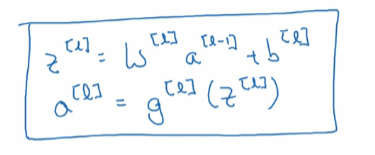 z^[l] = W^[l] a^[l-1] + b^[l]
a^[l] = g^[l] (z^[l])